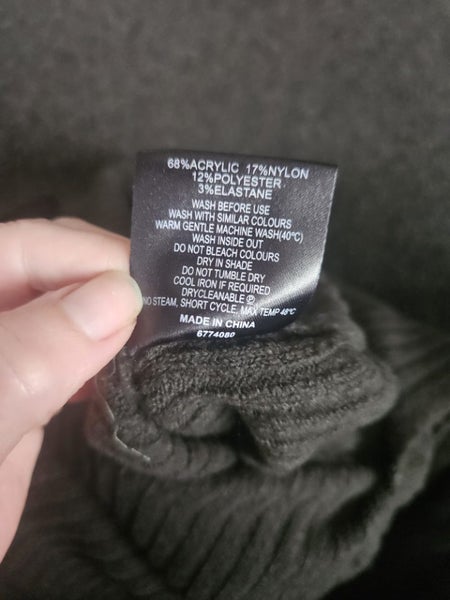 68%ACRYLIC 17%NYLON
12%POLYESTER
3%ELASTANE
WASH BEFORE USE
WASH WITH SIMILAR COLOURS
WARM GENTLE MACHINE WASH(40°C)
WASH INSIDE OUT
DO NOT BLEACH COLOURS
DRY IN SHADE
DO NOT TUMBLE DRY
COOL IRON IF REQUIRED
DRYCLEANABLE Ⓟ
NO STEAM, SHORT CYCLE, MAX TEMP 48°C
MADE IN CHINA
6774080